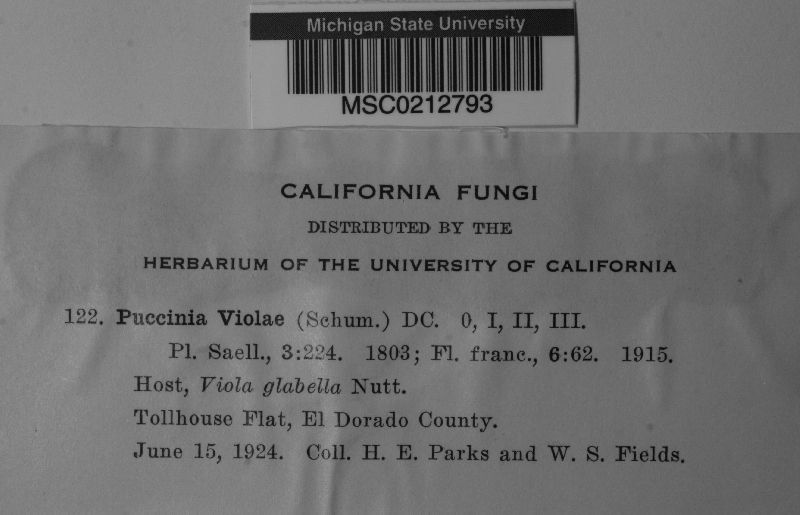 Michigan State University
MSC0212793
CALIFORNIA FUNGI
DISTRIBUTED BY THE
HERBARIUM OF THE UNIVERSITY OF CALIFORNIA
122. Puccinia Violae (Schum.) DC. 0, I, II, III.
Pl. Saell., 3:224. 1803; Fl. franc., 6:62. 1915.
Host, Viola glabella Nutt.
Tollhouse Flat, El Dorado County.
June 15, 1924. Coll. H. E. Parks and W. S. Fields.